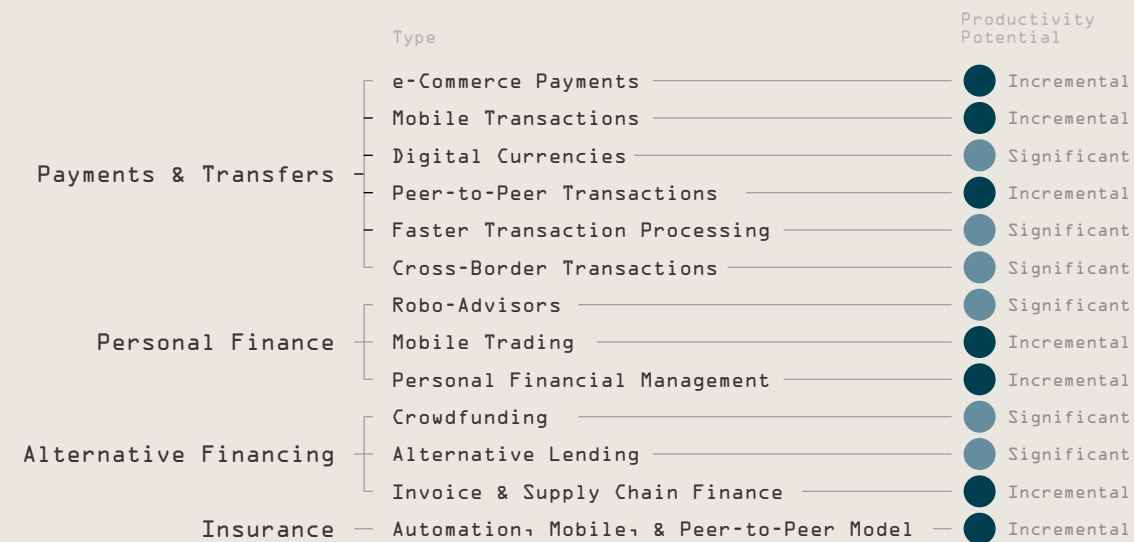 Productivity
Type Potential
e-Commerce Payments Incremental
Mobile Transactions Incremental
Digital Currencies Significant
Payments & Transfers
Peer-to-Peer Transactions Incremental
Faster Transaction Processing Significant
Cross-Border Transactions Significant
Robo-Advisors Significant
Personal Finance Mobile Trading Incremental
Personal Financial Management Incremental
Crowdfunding Significant
Alternative Financing Alternative Lending Significant
Invoice & Supply Chain Finance Incremental
Insurance Automation, Mobile, & Peer-to-Peer Model Incremental